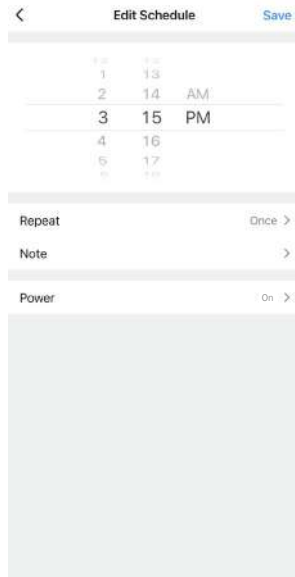 Edit Schedule Save
1 13
2 14 AM
3 15 PM
4 16
5 17
Repeat Once
Note
Power On